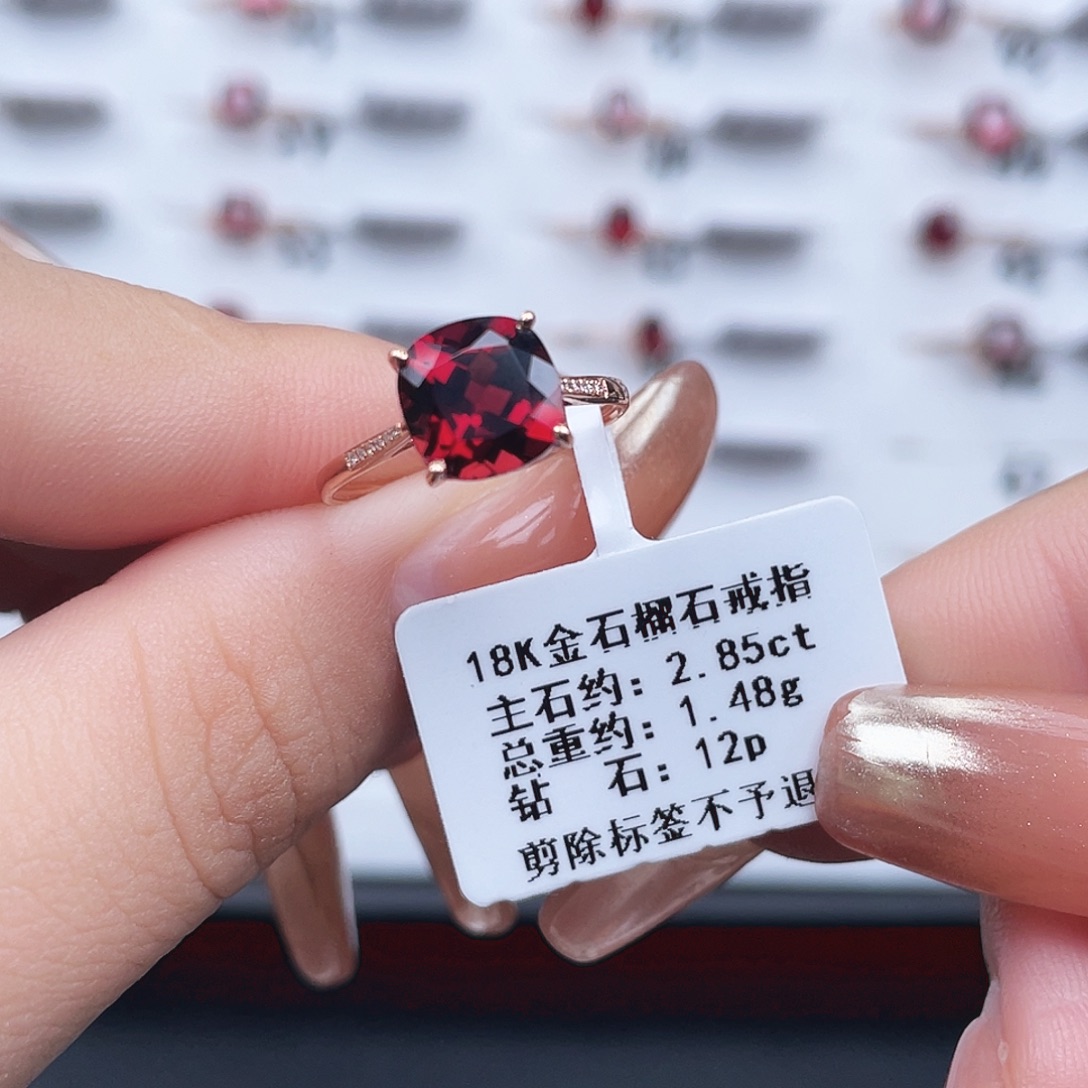 18K金石榴石戒指
主石约: 2.85ct
总重约: 1.48g
钻 石: 12p
剪除标签不予退